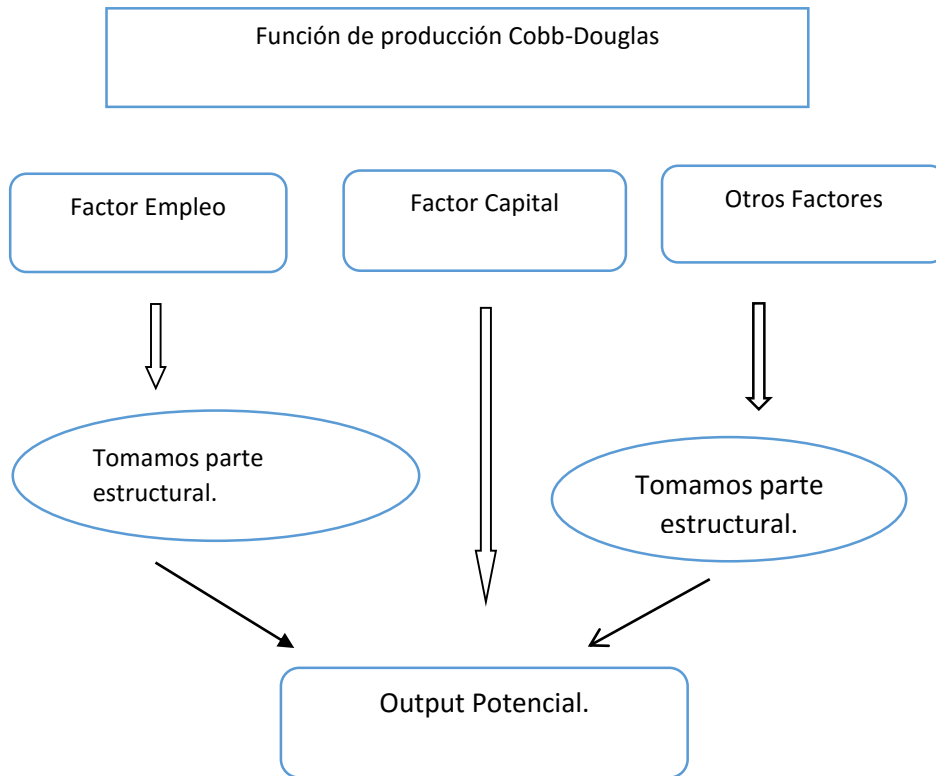 Función de producción Cobb-Douglas
Factor Empleo
Factor Capital
Otros Factores
Tomamos parte
estructural.
Tomamos parte
estructural.
Output Potencial.